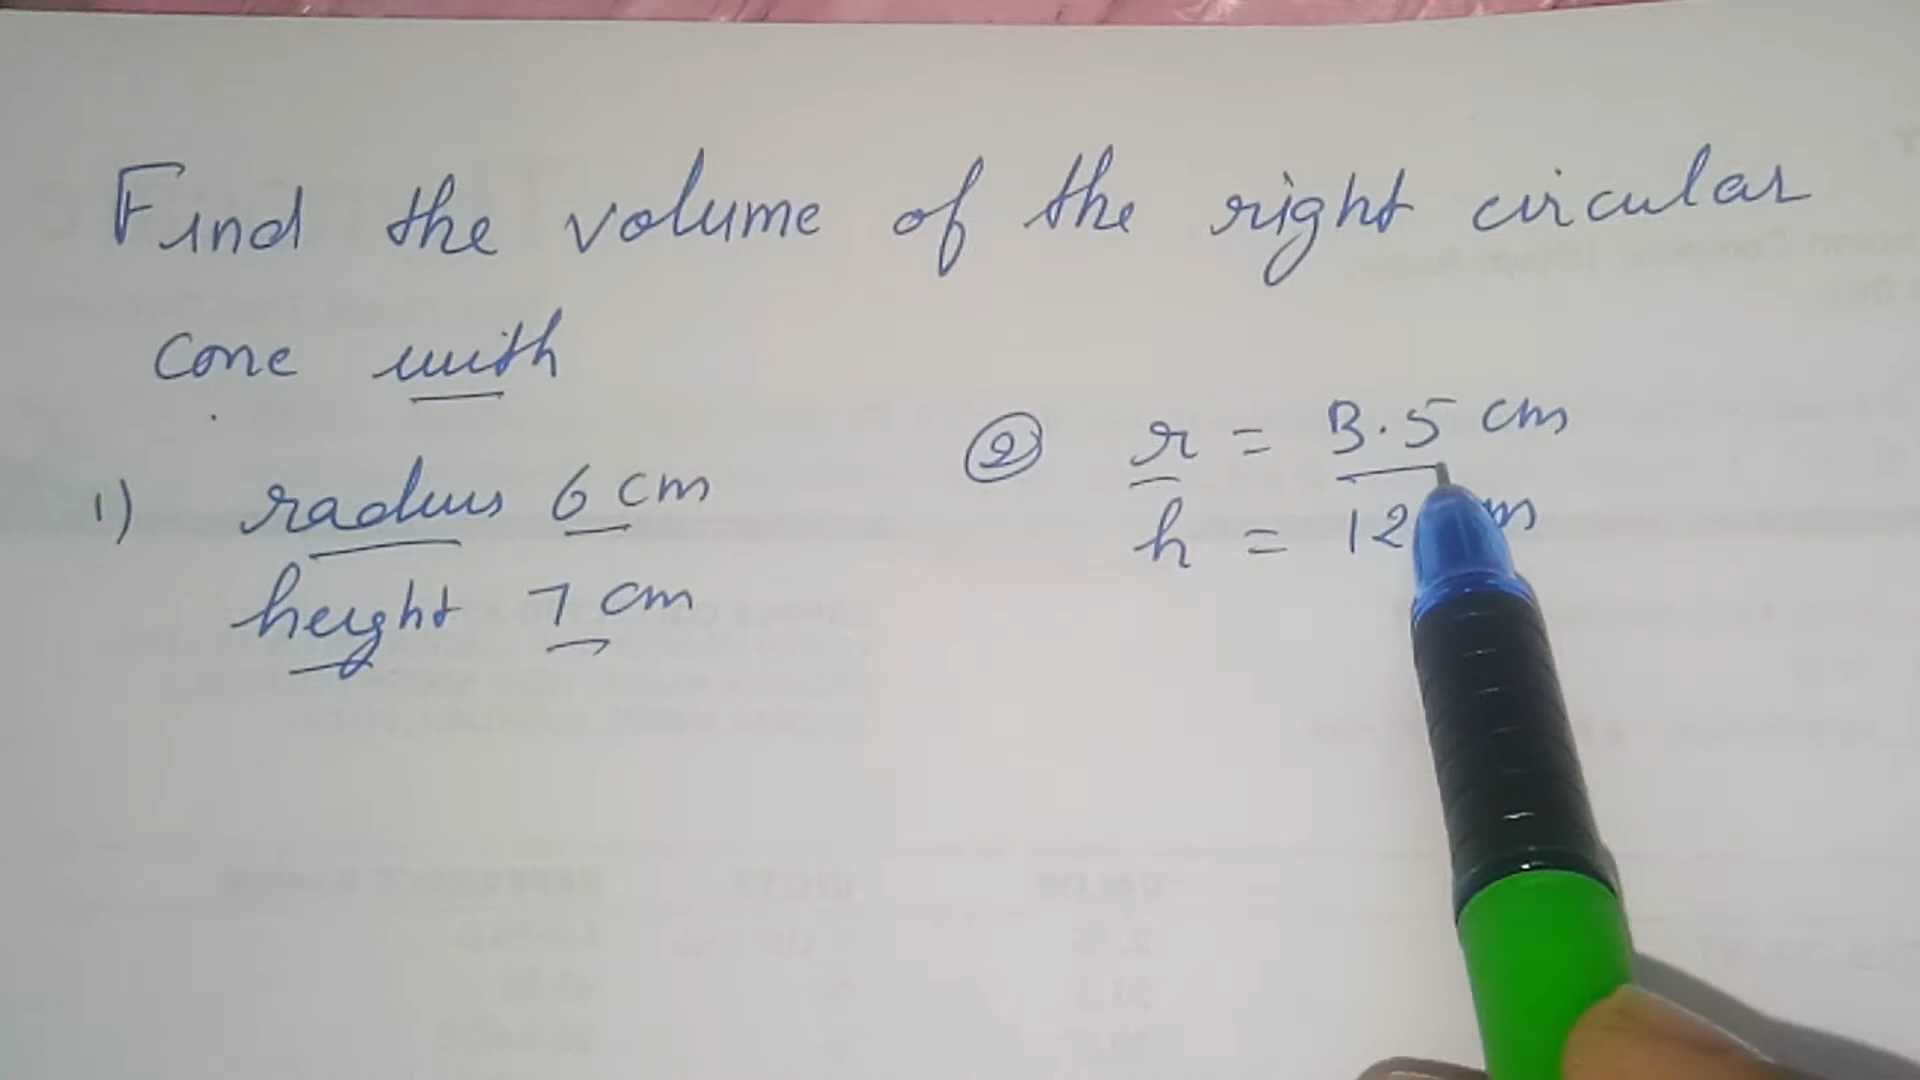 Find the volume of the right circular
cone with
1) radius 6 cm
height 7 cm
② r = 3.5 cm
h = 12 cm